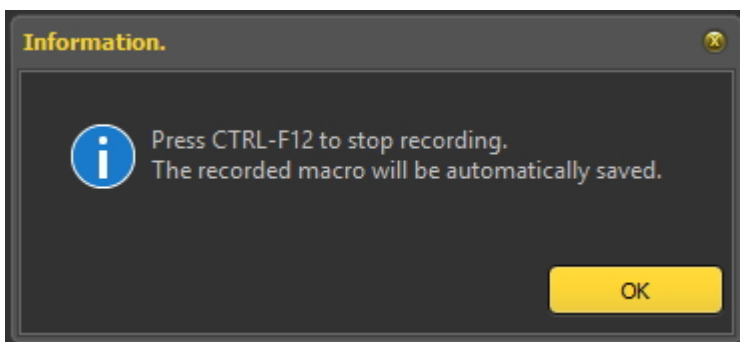 Information.
Press CTRL-F12 to stop recording.
The recorded macro will be automatically saved.
OK